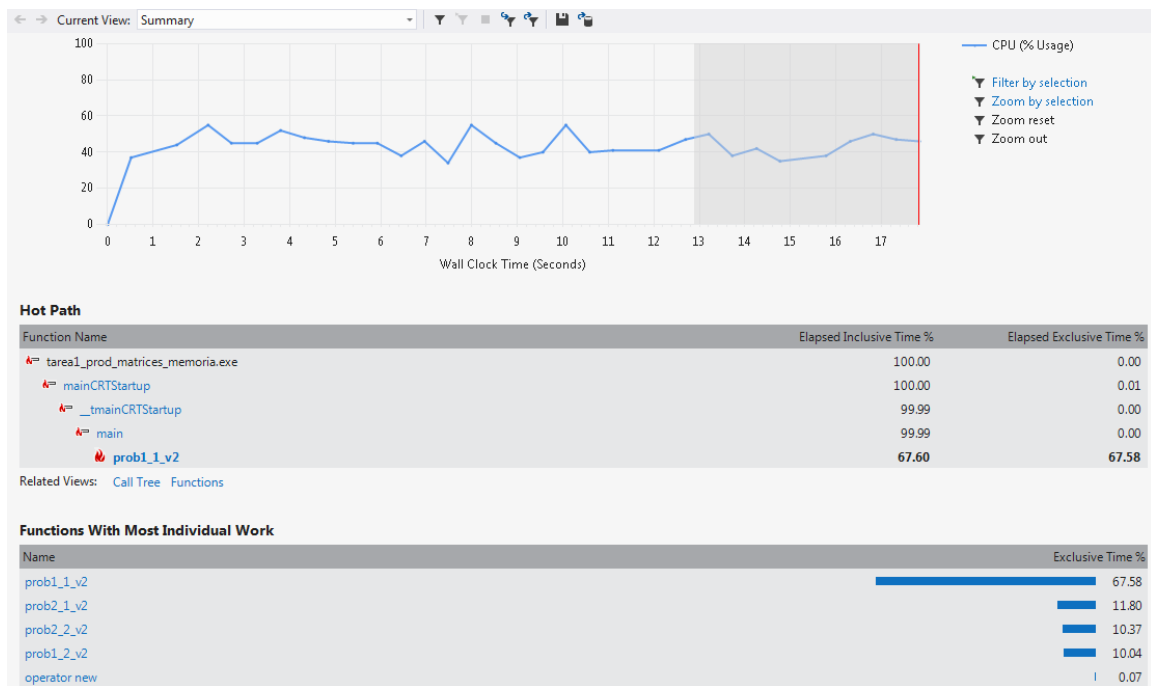 Current View: Summary
100
80
60
40
20
0
0 1 2 3 4 5 6 7 8 9 10 11 12 13 14 15 16 17
Wall Clock Time (Seconds)
CPU (% Usage)
Filter by selection
Zoom by selection
Zoom reset
Zoom out
Hot Path
Function Name Elapsed Inclusive Time % Elapsed Exclusive Time %
tarea1_prod_matrices_memoria.exe 100.00 0.00
mainCRTStartup 100.00 0.01
__tmainCRTStartup 99.99 0.00
main 99.99 0.00
prob1_1_v2 67.60 67.58
Related Views: Call Tree Functions
Functions With Most Individual Work
Name Exclusive Time %
prob1_1_v2 67.58
prob2_1_v2 11.80
prob2_2_v2 10.37
prob1_2_v2 10.04
operator new 0.07